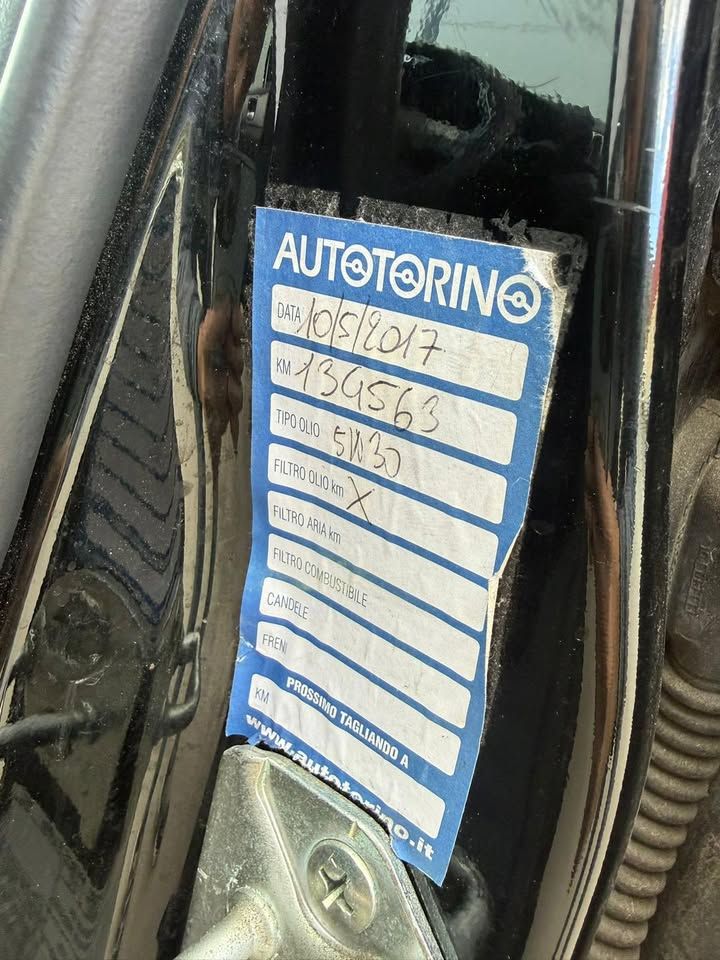 AUTOTORINO
DATA 10/5/2017
KM 134563
TIPO OLIO 5W30
FILTRO OLIO km X
FILTRO ARIA km
FILTRO COMBUSTIBILE
CANDELE
FRENI
PROSSIMO TAGLIANDO A
KM
www.autotorino.it